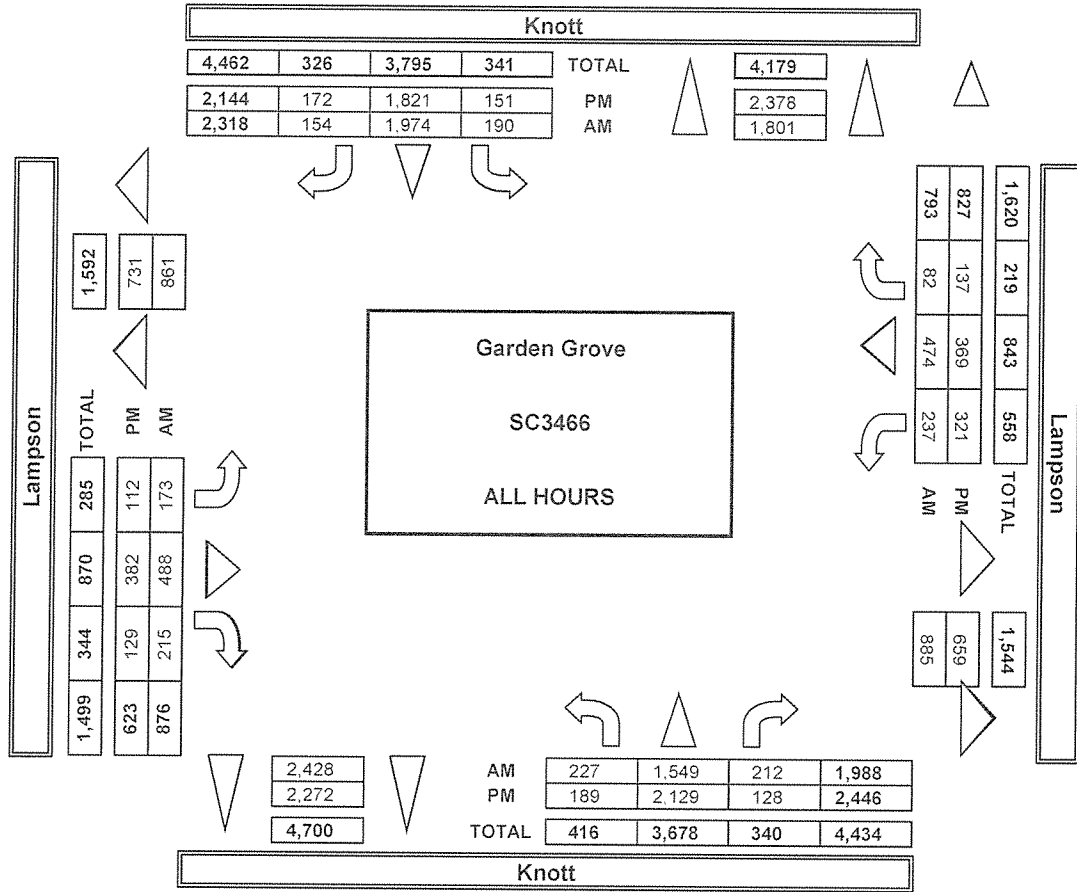 Knott
4,462 326 3,795 341 TOTAL 4,179
2,144 172 1,821 151 PM 2,378
2,318 154 1,974 190 AM 1,801
Lampson
1,592
731
861
TOTAL 285 870 344 1,499
PM 112 382 129 623
AM 173 488 215 876
Garden Grove
SC3466
ALL HOURS
1,620 219 843 558 TOTAL 1,544
827 137 369 321 PM 659
793 82 474 237 AM 885
Lampson
2,428 AM 227 1,549 212 1,988
2,272 PM 189 2,129 128 2,446
4,700 TOTAL 416 3,678 340 4,434
Knott